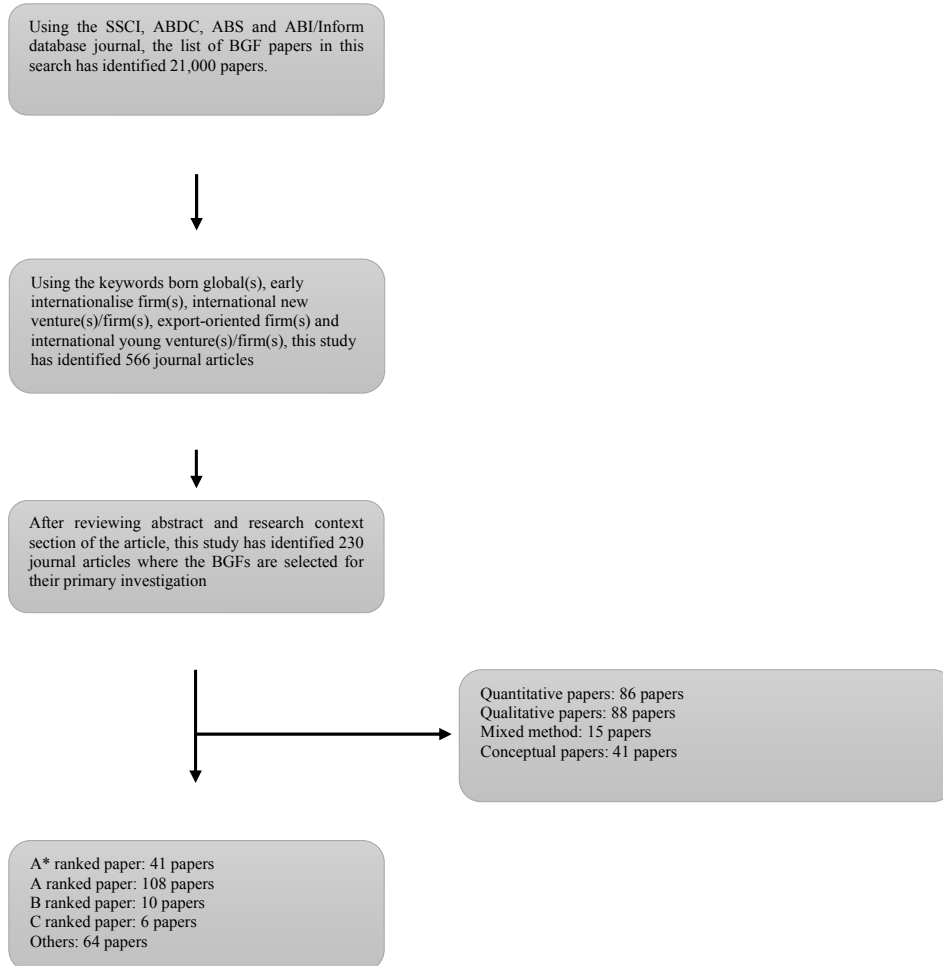 Using the SSCI, ABDC, ABS and ABI/Inform
database journal, the list of BGF papers in this
search has identified 21,000 papers.
Using the keywords born global(s), early
internationalise firm(s), international new
venture(s)/firm(s), export-oriented firm(s) and
international young venture(s)/firm(s), this study
has identified 566 journal articles
After reviewing abstract and research context
section of the article, this study has identified 230
journal articles where the BGFs are selected for
their primary investigation
Quantitative papers: 86 papers
Qualitative papers: 88 papers
Mixed method: 15 papers
Conceptual papers: 41 papers
A* ranked paper: 41 papers
A ranked paper: 108 papers
B ranked paper: 10 papers
C ranked paper: 6 papers
Others: 64 papers